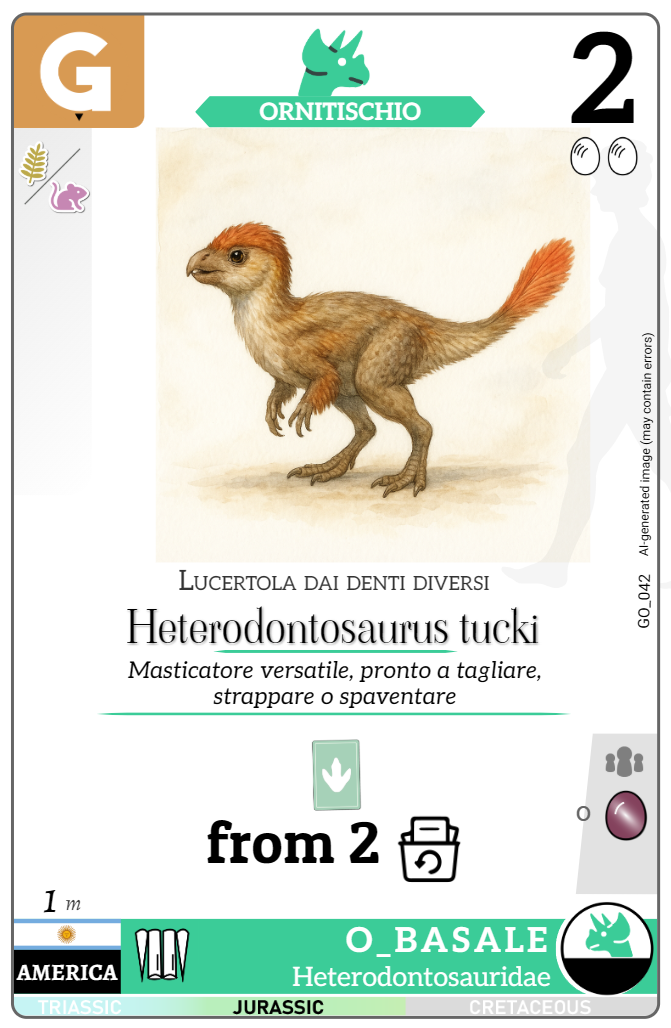 G
ORNITISCHIO
2
AI-generated image (may contain errors)
GO_042
Lucertola dai denti diversi
Heterodontosaurus tucki
Masticatore versatile, pronto a tagliare,
strappare o spaventare
from 2
O
1 m
AMERICA
O_BASALE
Heterodontosauridae
TRIASSIC
JURASSIC
CRETACEOUS